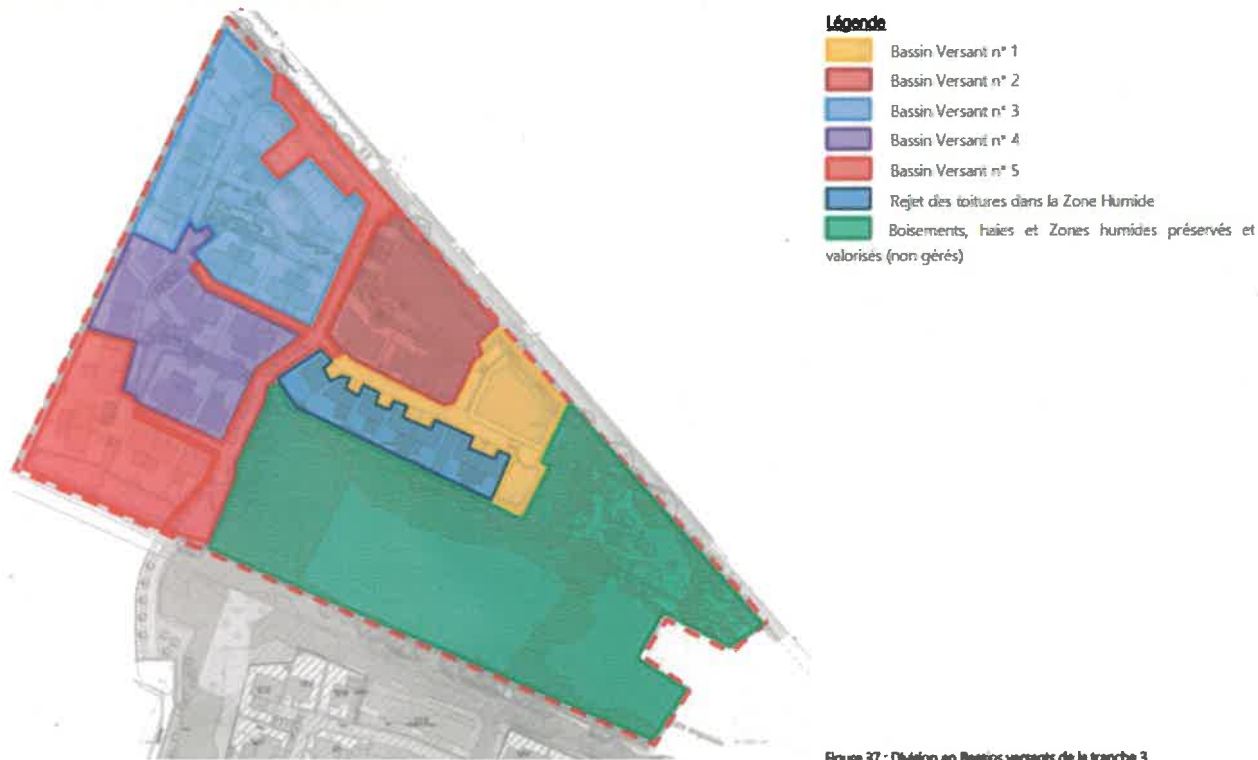 Légende
Bassin Versant n° 1
Bassin Versant n° 2
Bassin Versant n° 3
Bassin Versant n° 4
Bassin Versant n° 5
Rejet des toitures dans la Zone Humide
Boisements, haies et Zones humides préservés et
valorisés (non gérés)
Figure 37 : Division en Bassins versants de la tranche 3